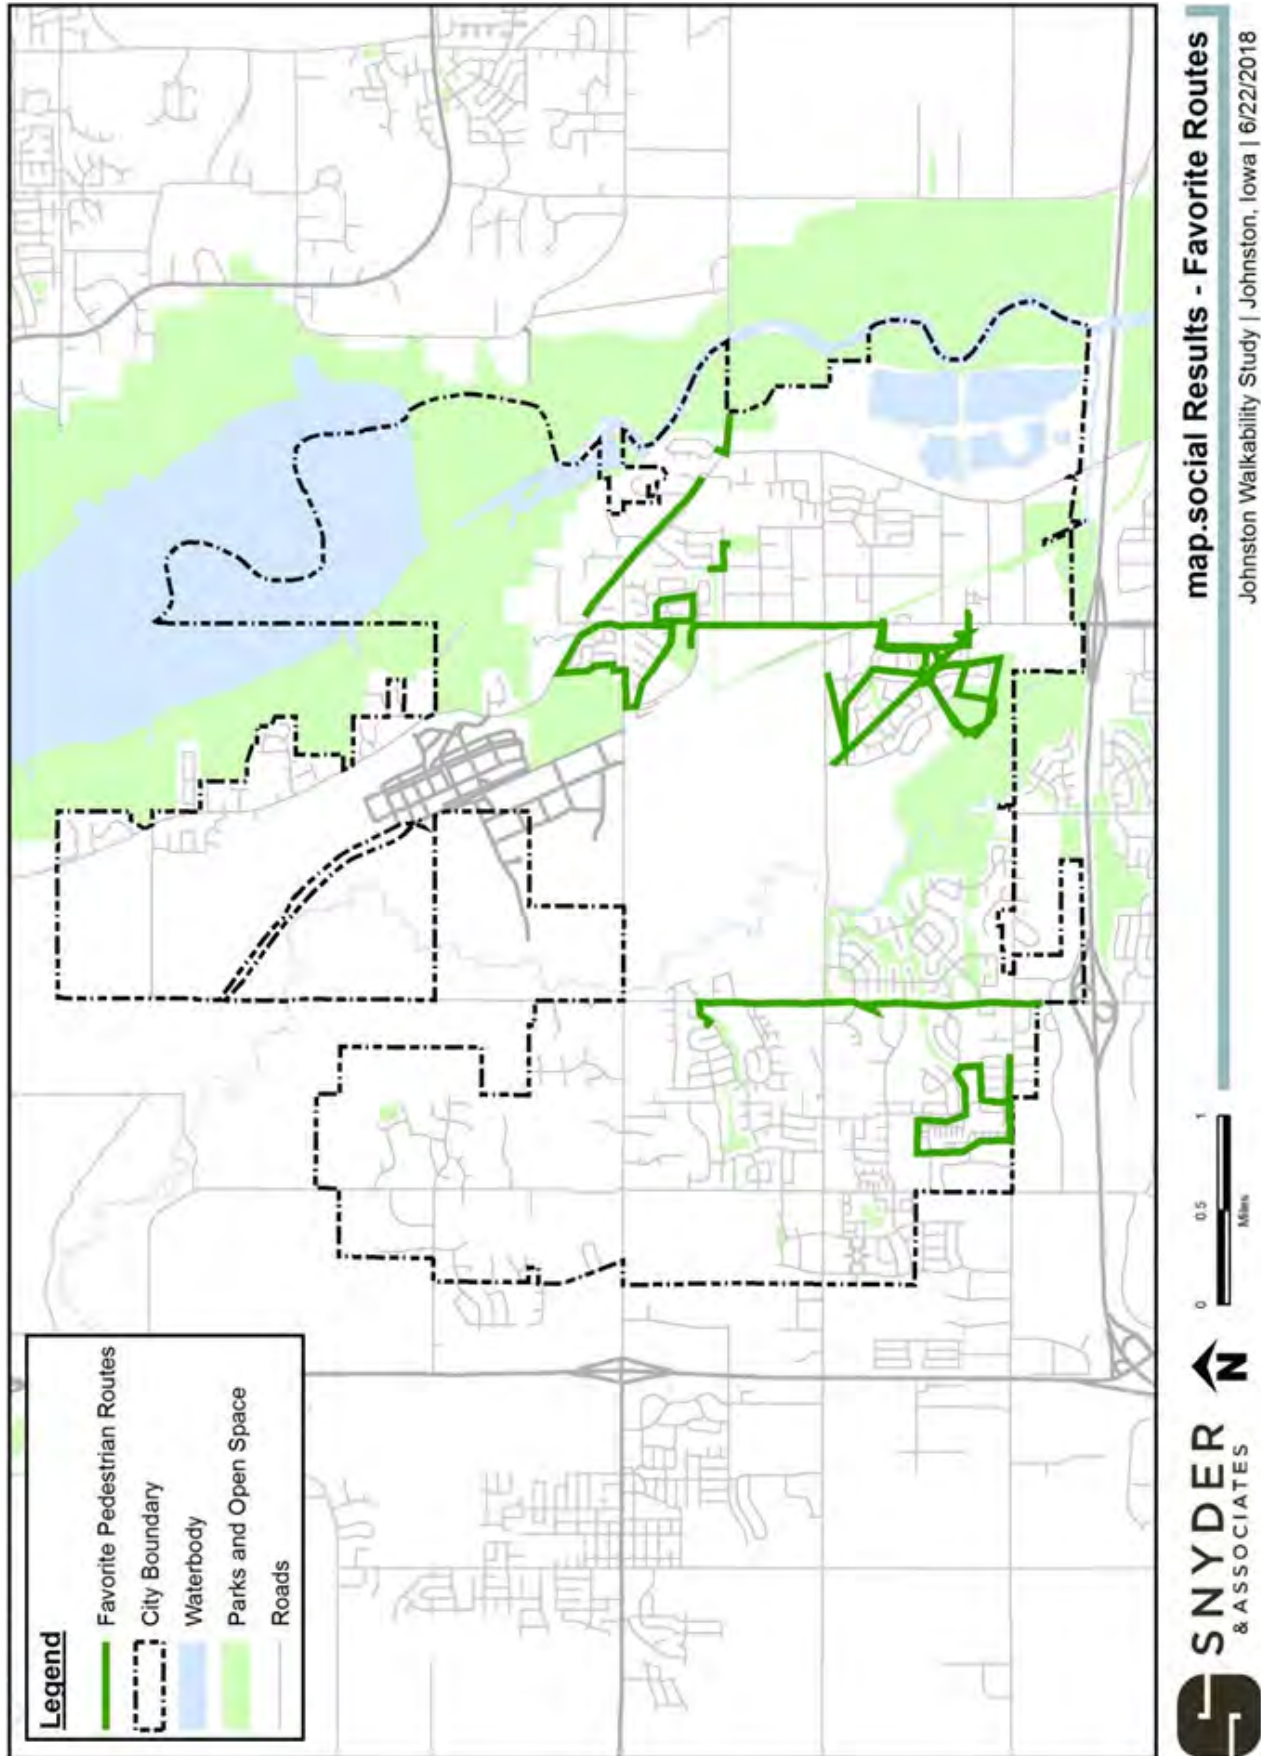 Legend
Favorite Pedestrian Routes
City Boundary
Waterbody
Parks and Open Space
Roads
SNYDER
& ASSOCIATES
N
0 0.5 1
Miles
map.social Results - Favorite Routes
Johnston Walkability Study | Johnston, Iowa | 6/22/2018